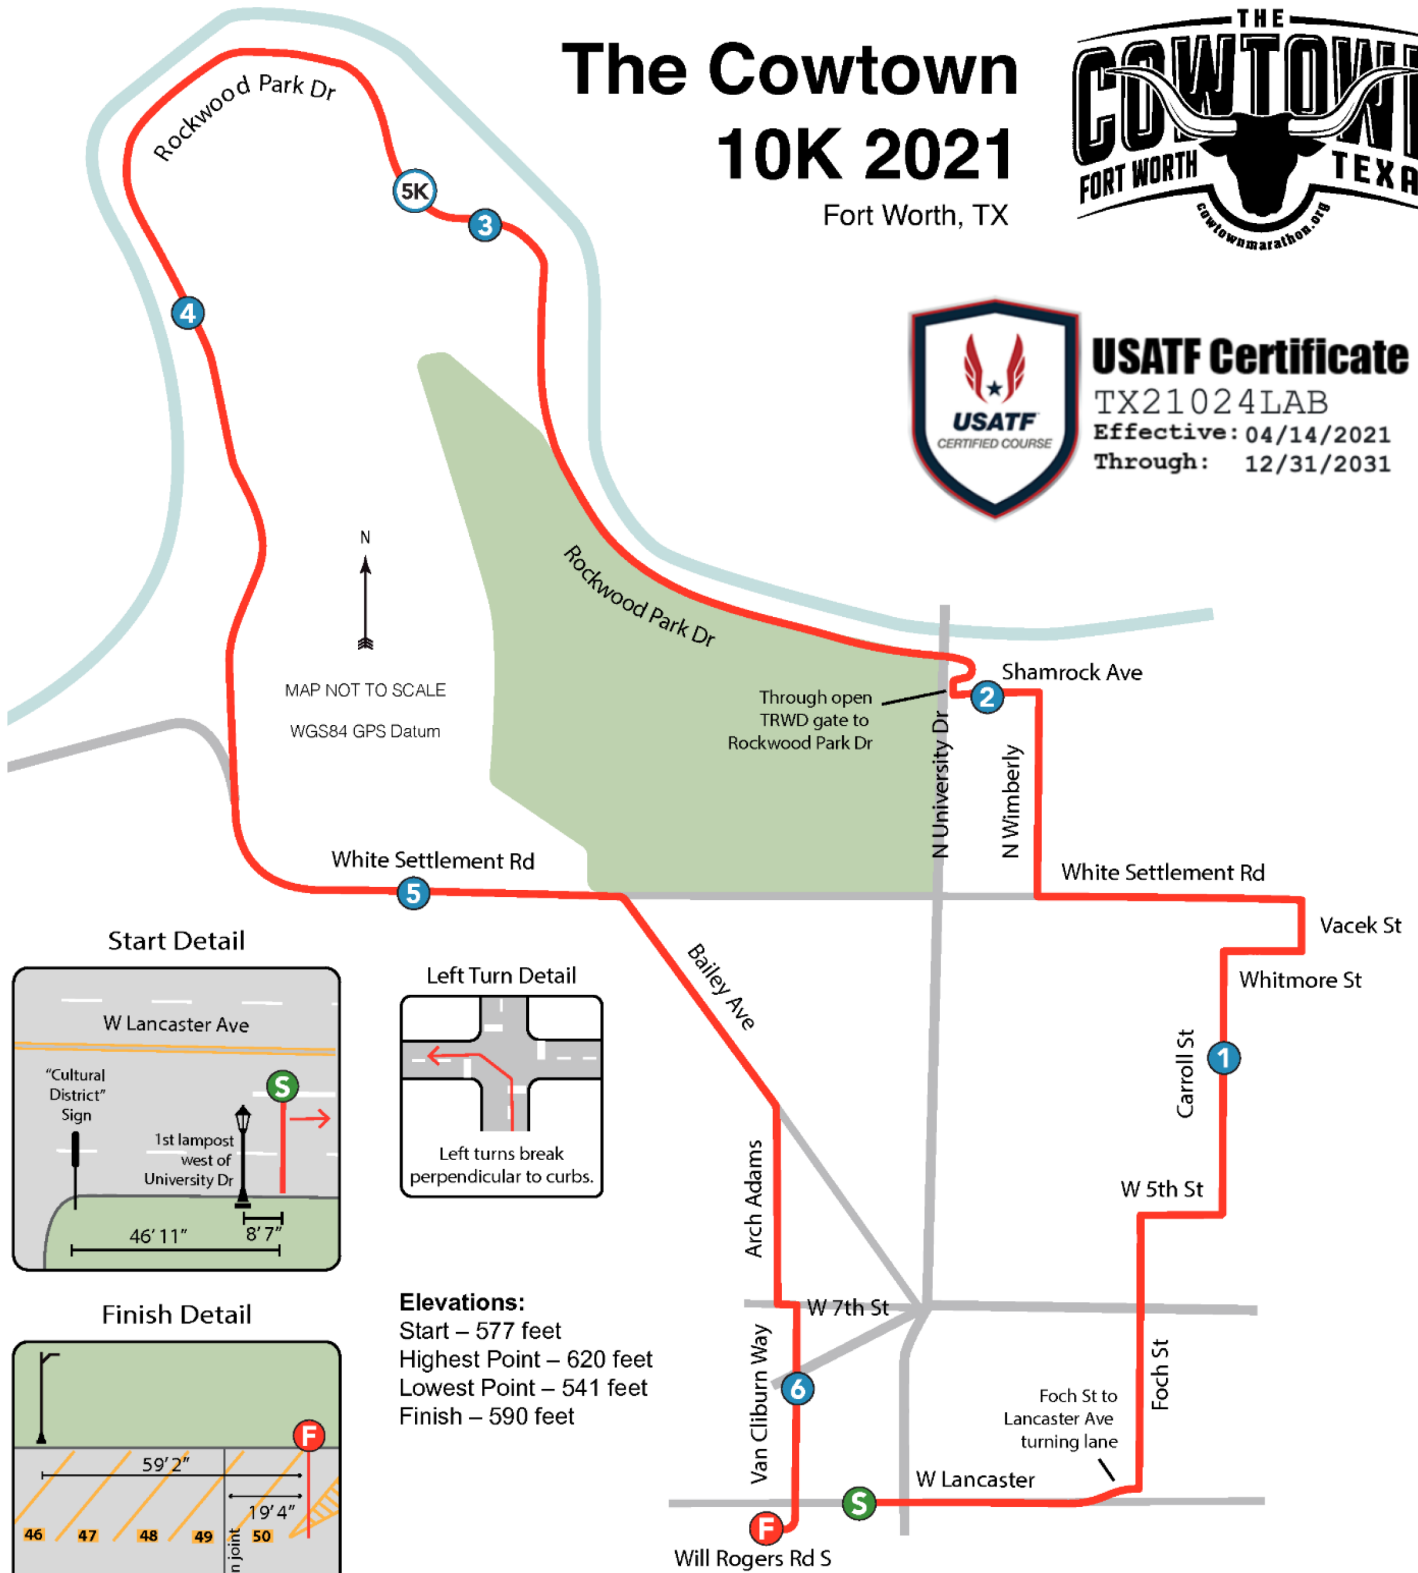 The Cowtown
10K 2021
Fort Worth, TX
THE
COWTOWN
FORT WORTH
TEXA
cowtownmarathon.org
USATF
CERTIFIED COURSE
USATF Certificate
TX21024LAB
Effective: 04/14/2021
Through: 12/31/2031
Rockwood Park Dr
5K
3
4
N
MAP NOT TO SCALE
WGS84 GPS Datum
Rockwood Park Dr
Shamrock Ave
2
Through open
TRWD gate to
Rockwood Park Dr
N University Dr
N Wimberly
White Settlement Rd
5
White Settlement Rd
Vacek St
Whitmore St
Bailey Ave
Carroll St
1
W 5th St
Arch Adams
W 7th St
Van Cliburn Way
6
Foch St
Foch St to
Lancaster Ave
turning lane
W Lancaster
S
F
Will Rogers Rd S
Start Detail
W Lancaster Ave
"Cultural
District"
Sign
S
1st lampost
west of
University Dr
46' 11"
8' 7"
Left Turn Detail
Left turns break
perpendicular to curbs.
Elevations:
Start – 577 feet
Highest Point – 620 feet
Lowest Point – 541 feet
Finish – 590 feet
Finish Detail
F
59' 2"
19' 4"
46
47
48
49
50
n joint